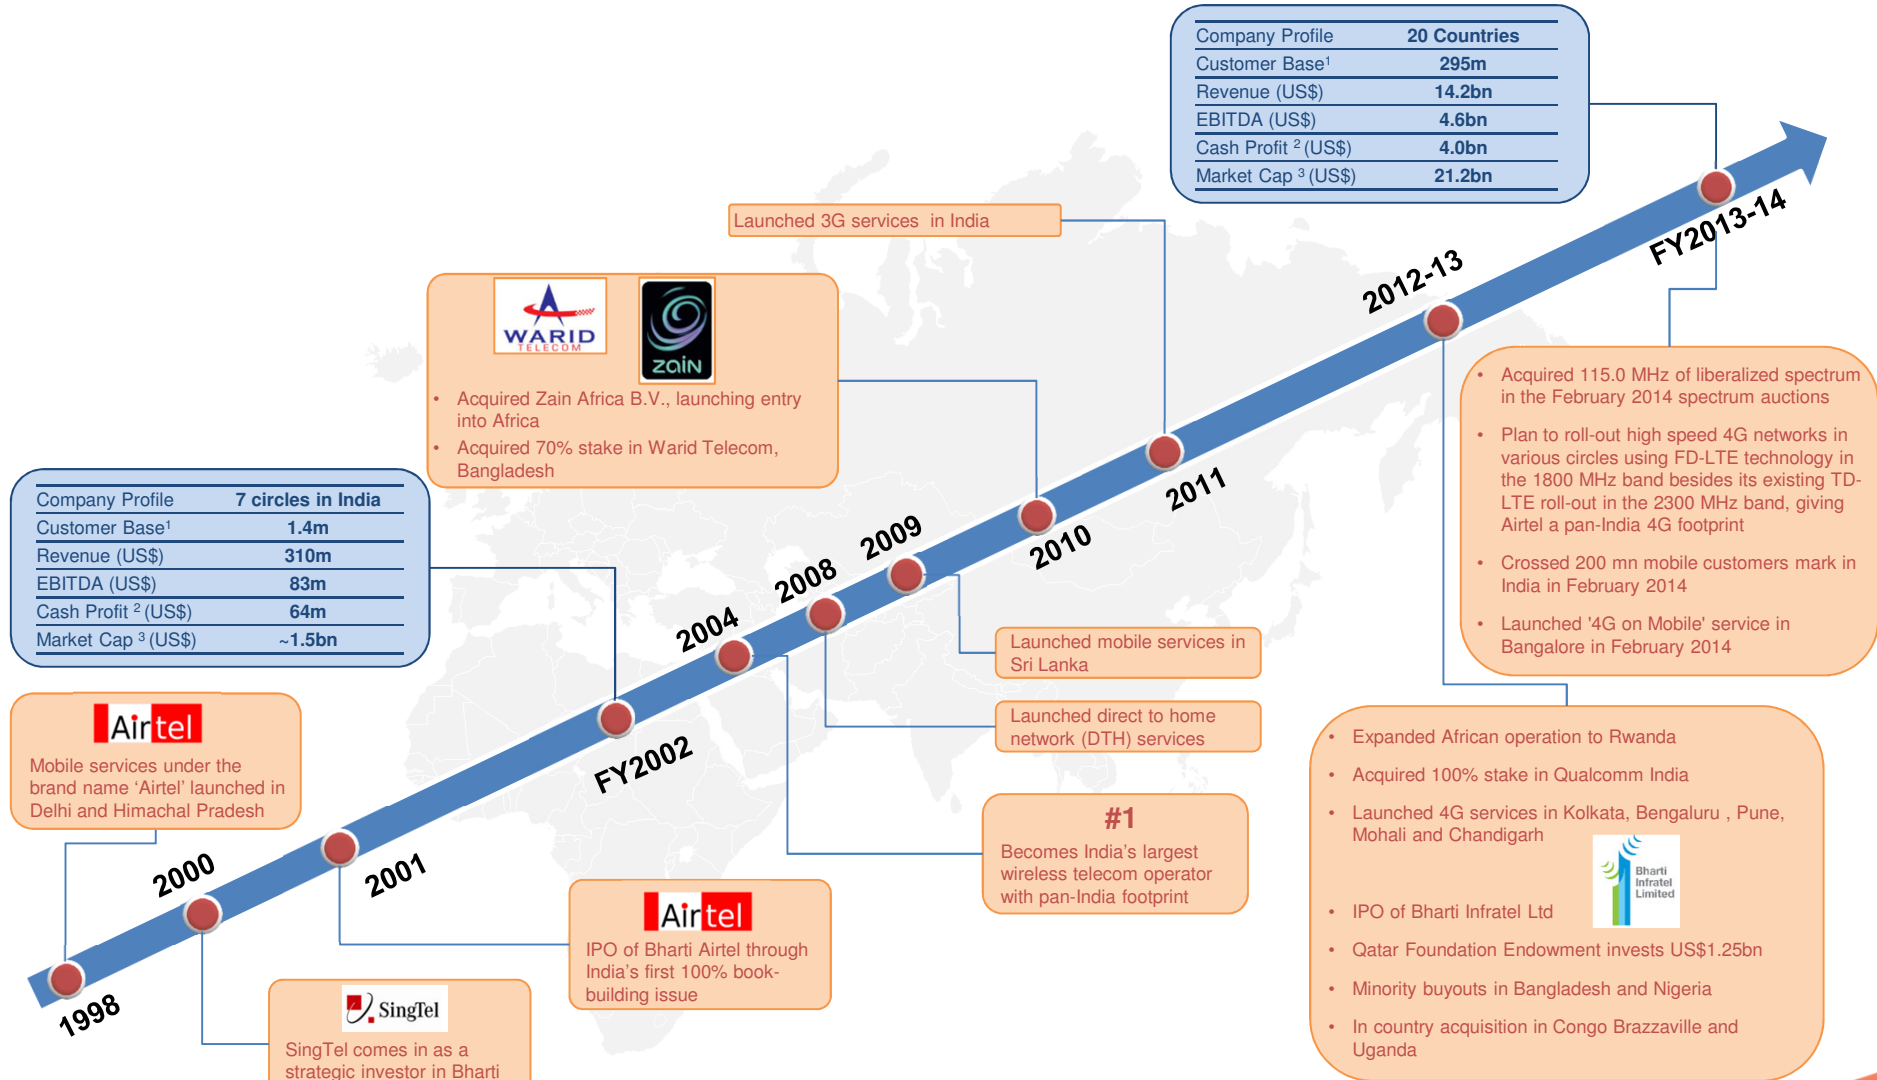 Company Profile 20 Countries
Customer Base¹ 295m
Revenue (US$) 14.2bn
EBITDA (US$) 4.6bn
Cash Profit ² (US$) 4.0bn
Market Cap ³ (US$) 21.2bn
FY2013-14
Launched 3G services in India
2012-13
WARID
TELECOM
ZAIN
• Acquired Zain Africa B.V., launching entry
into Africa
• Acquired 70% stake in Warid Telecom,
Bangladesh
• Acquired 115.0 MHz of liberalized spectrum
in the February 2014 spectrum auctions
• Plan to roll-out high speed 4G networks in
various circles using FD-LTE technology in
the 1800 MHz band besides its existing TD-
LTE roll-out in the 2300 MHz band, giving
Airtel a pan-India 4G footprint
• Crossed 200 mn mobile customers mark in
India in February 2014
• Launched '4G on Mobile' service in
Bangalore in February 2014
Company Profile 7 circles in India
Customer Base¹ 1.4m
Revenue (US$) 310m
EBITDA (US$) 83m
Cash Profit ² (US$) 64m
Market Cap ³ (US$) ~1.5bn
2011
2010
2009
2008
2004
FY2002
Launched mobile services in
Sri Lanka
Launched direct to home
network (DTH) services
Airtel
Mobile services under the
brand name ‘Airtel’ launched in
Delhi and Himachal Pradesh
#1
Becomes India’s largest
wireless telecom operator
with pan-India footprint
• Expanded African operation to Rwanda
• Acquired 100% stake in Qualcomm India
• Launched 4G services in Kolkata, Bengaluru , Pune,
Mohali and Chandigarh
Bharti
Infratel
Limited
• IPO of Bharti Infratel Ltd
• Qatar Foundation Endowment invests US$1.25bn
• Minority buyouts in Bangladesh and Nigeria
• In country acquisition in Congo Brazzaville and
Uganda
2000
2001
Airtel
IPO of Bharti Airtel through
India’s first 100% book-
building issue
1998
SingTel
SingTel comes in as a
strategic investor in Bharti